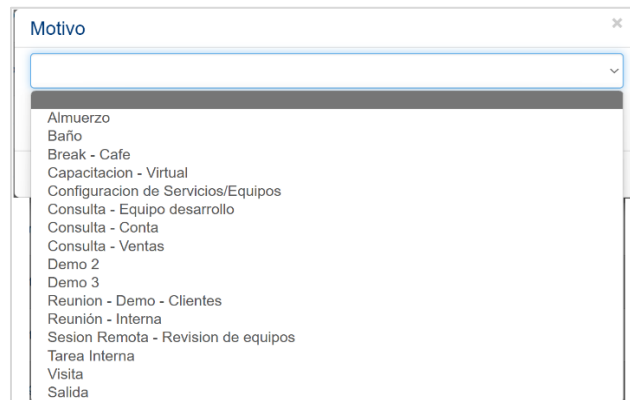 Motivo
×
Almuerzo
Baño
Break - Cafe
Capacitacion - Virtual
Configuracion de Servicios/Equipos
Consulta - Equipo desarrollo
Consulta - Conta
Consulta - Ventas
Demo 2
Demo 3
Reunion - Demo - Clientes
Reunión - Interna
Sesion Remota - Revision de equipos
Tarea Interna
Visita
Salida